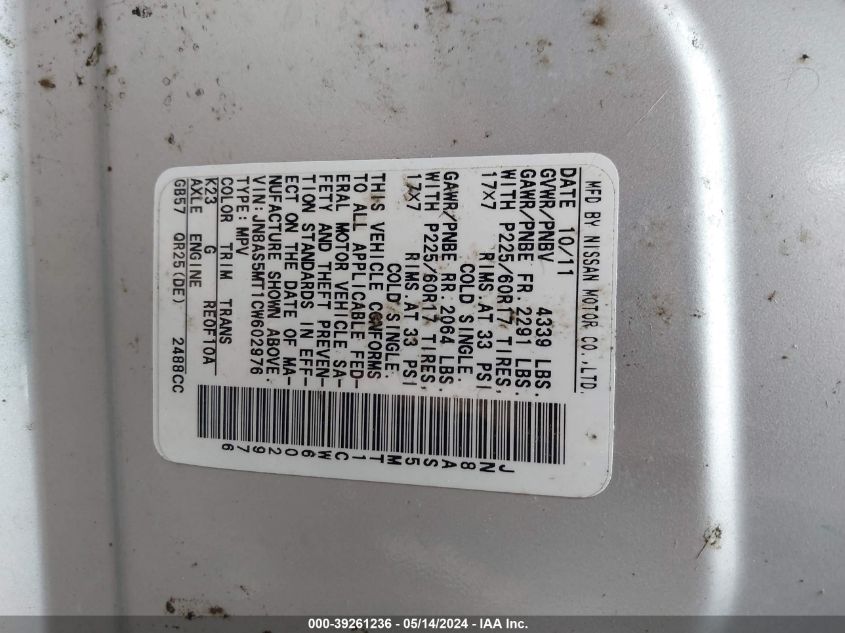 MFD BY NISSAN MOTOR CO.,LTD.
DATE 10/11
GVWR/PNBV 4339 LBS.
GAWR/PNBE FR. 2291 LBS.
WITH P225/60R17 TIRES,
17X7 RIMS.AT 33 PSI
COLD SINGLE.
GAWR/PNBE RR. 2064 LBS.
WITH P225/60R17 TIRES,
17X7 RIMS AT 33 PSI
COLD SINGLE.
THIS VEHICLE CONFORMS
TO ALL APPLICABLE FED-
ERAL MOTOR VEHICLE SA-
FETY AND THEFT PREVEN-
TION STANDARDS IN EFF-
ECT ON THE DATE OF MA-
NUFACTURE SHOWN ABOVE.
VIN:JN8AS5MT1CW602976
TYPE:MPV
COLOR TRIM TRANS
K23 G RE0F10A
AXLE ENGINE
GB57 QR25(DE) 2488CC
JN8AS5MT1CW602976
000-39261236 - 05/14/2024 - IAA Inc.